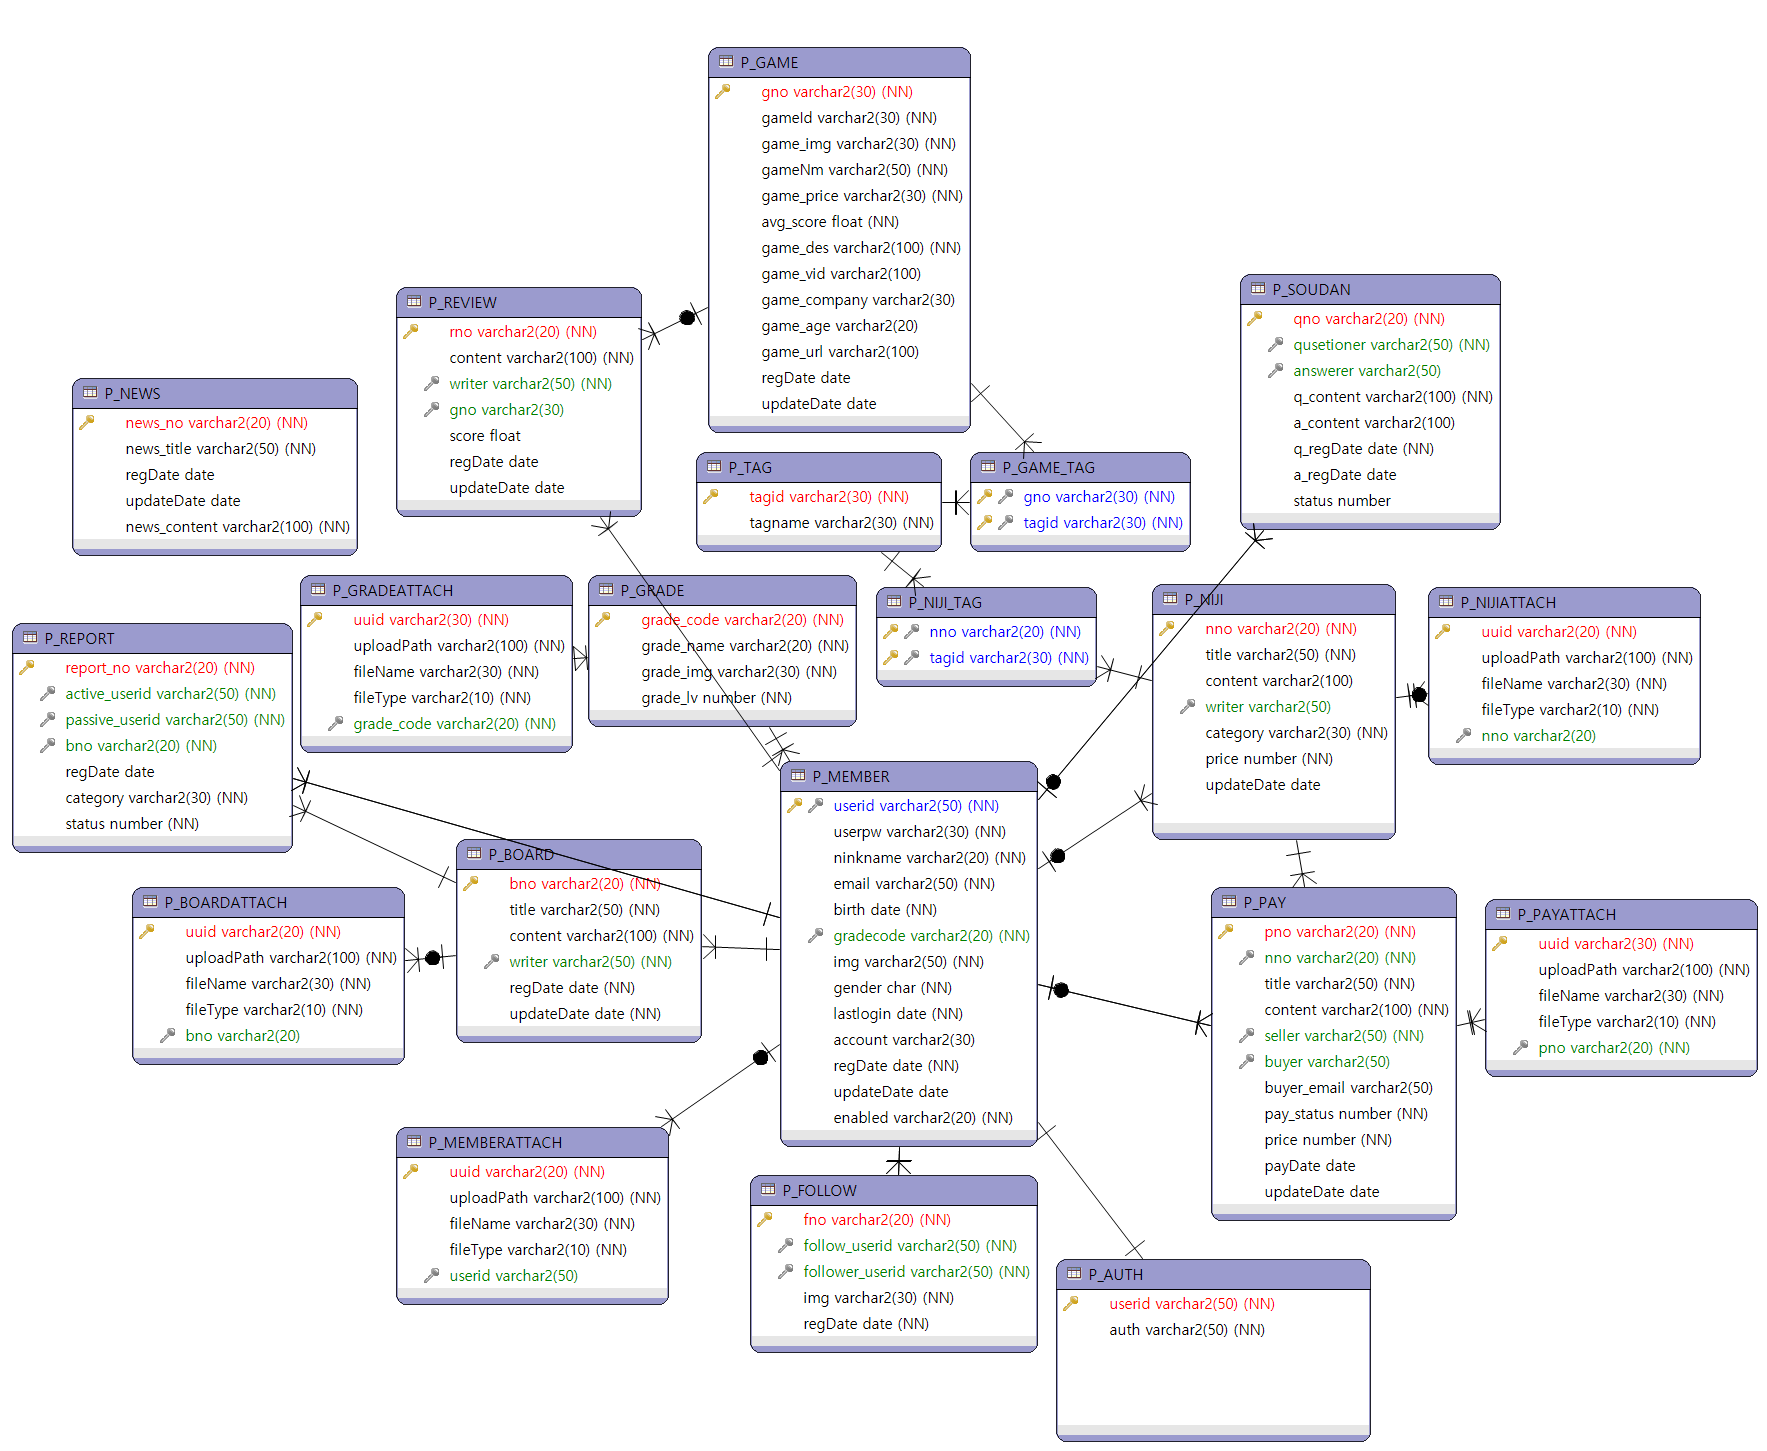 P_GAME
gno varchar2(30) (NN)
gameId varchar2(30) (NN)
game_img varchar2(30) (NN)
gameNm varchar2(50) (NN)
game_price varchar2(30) (NN)
avg_score float (NN)
game_des varchar2(100) (NN)
game_vid varchar2(100)
game_company varchar2(30)
game_age varchar2(20)
game_url varchar2(100)
regDate date
updateDate date
P_REVIEW
rno varchar2(20) (NN)
content varchar2(100) (NN)
writer varchar2(50) (NN)
gno varchar2(30)
score float
regDate date
updateDate date
P_SOUDAN
qno varchar2(20) (NN)
qusetioner varchar2(50) (NN)
answerer varchar2(50)
q_content varchar2(100) (NN)
a_content varchar2(100)
q_regDate date (NN)
a_regDate date
status number
P_NEWS
news_no varchar2(20) (NN)
news_title varchar2(50) (NN)
regDate date
updateDate date
news_content varchar2(100) (NN)
P_TAG
tagid varchar2(30) (NN)
tagname varchar2(30) (NN)
P_GAME_TAG
gno varchar2(30) (NN)
tagid varchar2(30) (NN)
P_GRADEATTACH
uuid varchar2(30) (NN)
uploadPath varchar2(100) (NN)
fileName varchar2(30) (NN)
fileType varchar2(10) (NN)
grade_code varchar2(20) (NN)
P_GRADE
grade_code varchar2(20) (NN)
grade_name varchar2(20) (NN)
grade_img varchar2(30) (NN)
grade_lv number (NN)
P_NIJI_TAG
nno varchar2(20) (NN)
tagid varchar2(30) (NN)
P_NIJI
nno varchar2(20) (NN)
title varchar2(50) (NN)
content varchar2(100)
writer varchar2(50)
category varchar2(30) (NN)
price number (NN)
updateDate date
P_NIJIATTACH
uuid varchar2(20) (NN)
uploadPath varchar2(100) (NN)
fileName varchar2(30) (NN)
fileType varchar2(10) (NN)
nno varchar2(20)
P_REPORT
report_no varchar2(20) (NN)
active_userid varchar2(50) (NN)
passive_userid varchar2(50) (NN)
bno varchar2(20) (NN)
regDate date
category varchar2(30) (NN)
status number (NN)
P_MEMBER
userid varchar2(50) (NN)
userpw varchar2(30) (NN)
ninkname varchar2(20) (NN)
email varchar2(50) (NN)
birth date (NN)
gradecode varchar2(20) (NN)
img varchar2(50) (NN)
gender char (NN)
lastlogin date (NN)
account varchar2(30)
regDate date (NN)
updateDate date
enabled varchar2(20) (NN)
P_BOARD
bno varchar2(20) (NN)
title varchar2(50) (NN)
content varchar2(100) (NN)
writer varchar2(50) (NN)
regDate date (NN)
updateDate date (NN)
P_BOARDATTACH
uuid varchar2(20) (NN)
uploadPath varchar2(100) (NN)
fileName varchar2(30) (NN)
fileType varchar2(10) (NN)
bno varchar2(20)
P_PAY
pno varchar2(20) (NN)
nno varchar2(20) (NN)
title varchar2(50) (NN)
content varchar2(100) (NN)
seller varchar2(50) (NN)
buyer varchar2(50)
buyer_email varchar2(50)
pay_status number (NN)
price number (NN)
payDate date
updateDate date
P_PAYATTACH
uuid varchar2(30) (NN)
uploadPath varchar2(100) (NN)
fileName varchar2(30) (NN)
fileType varchar2(10) (NN)
pno varchar2(20) (NN)
P_MEMBERATTACH
uuid varchar2(20) (NN)
uploadPath varchar2(100) (NN)
fileName varchar2(30) (NN)
fileType varchar2(10) (NN)
userid varchar2(50)
P_FOLLOW
fno varchar2(20) (NN)
follow_userid varchar2(50) (NN)
follower_userid varchar2(50) (NN)
img varchar2(30) (NN)
regDate date (NN)
P_AUTH
userid varchar2(50) (NN)
auth varchar2(50) (NN)